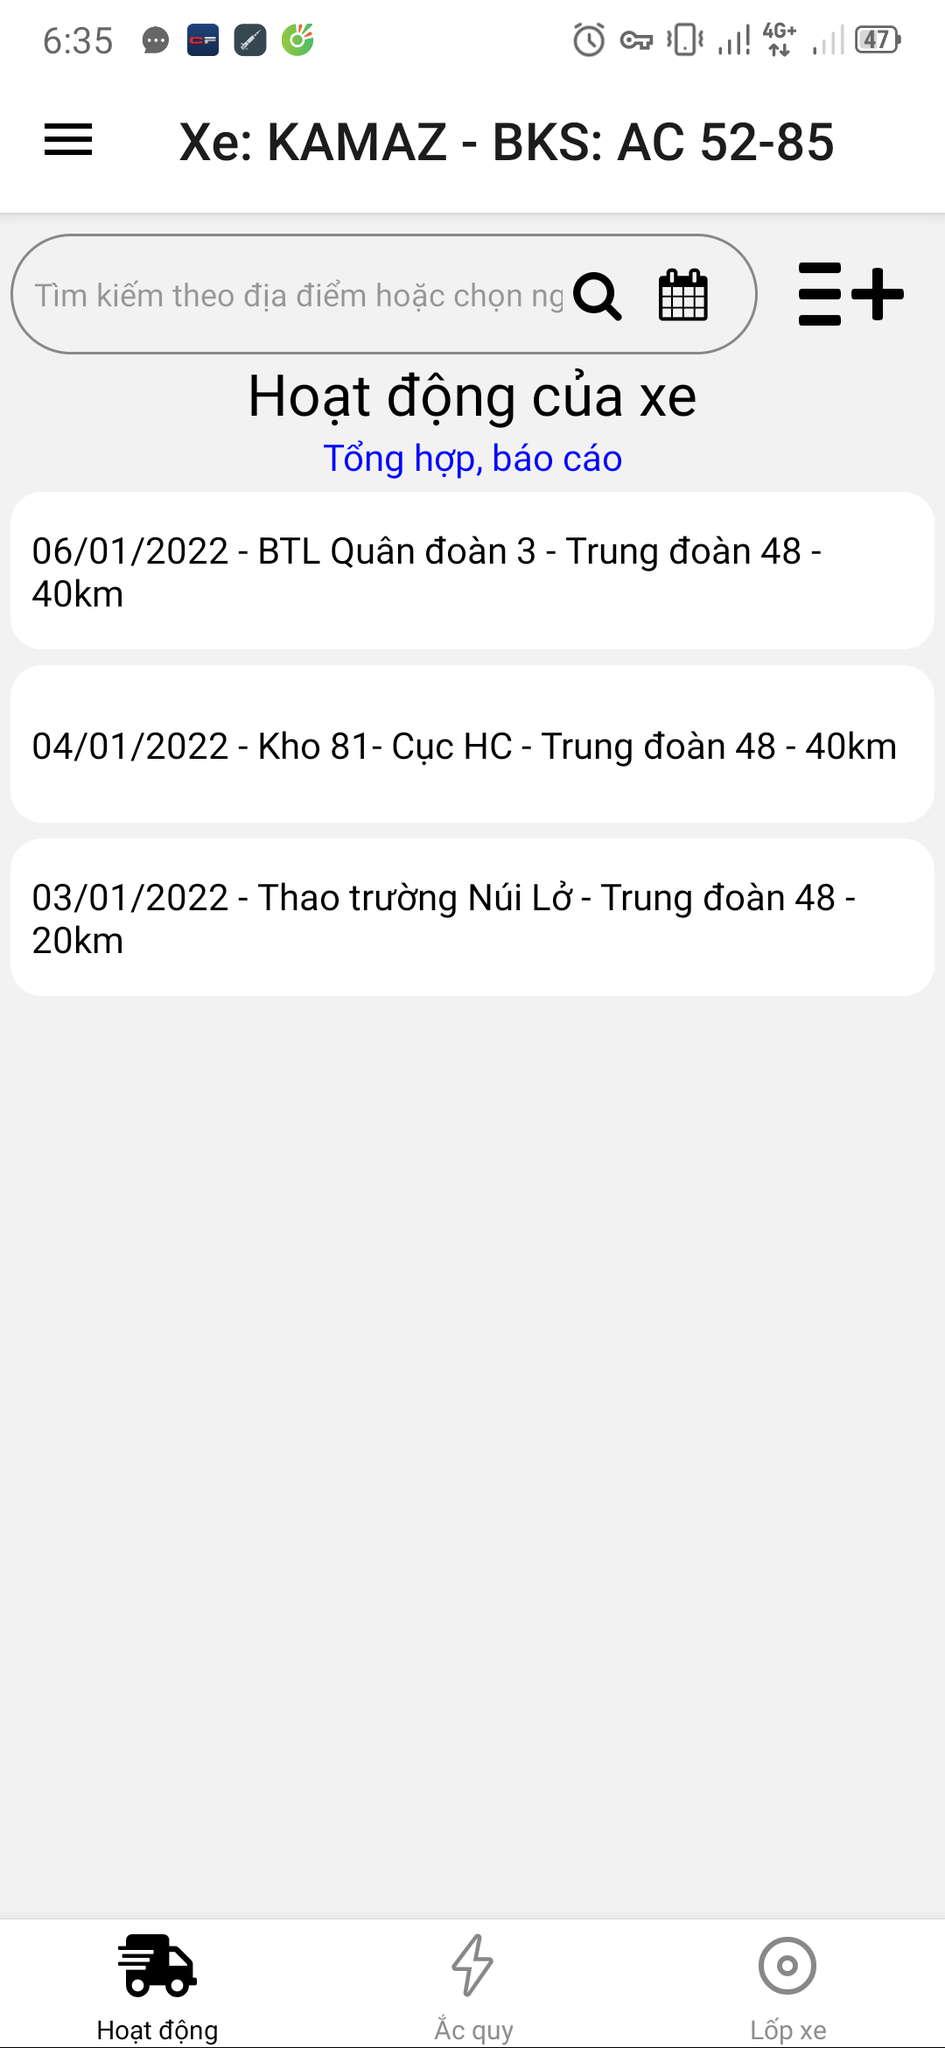 6:35
4G+
47
Xe: KAMAZ - BKS: AC 52-85
Tìm kiếm theo địa điểm hoặc chọn ng
Hoạt động của xe
Tổng hợp, báo cáo
06/01/2022 - BTL Quân đoàn 3 - Trung đoàn 48 -
40km
04/01/2022 - Kho 81- Cục HC - Trung đoàn 48 - 40km
03/01/2022 - Thao trường Núi Lở - Trung đoàn 48 -
20km
Hoạt động
Ắc quy
Lốp xe